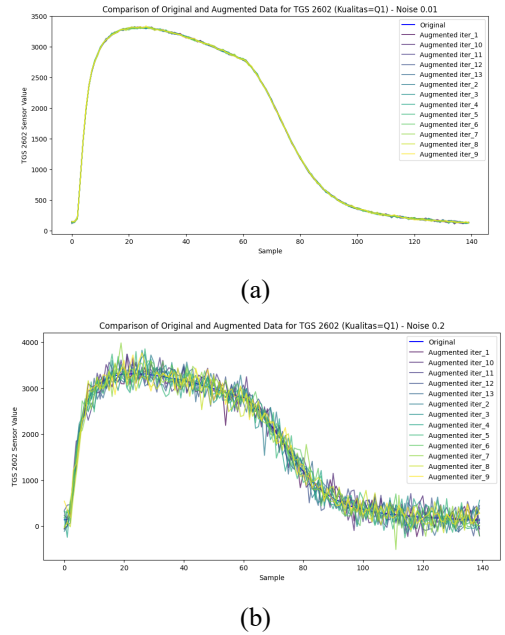 Comparison of Original and Augmented Data for TGS 2602 (Kualitas=Q1) - Noise 0.01
3500
3000
2500
2000
1500
1000
500
0
TGS 2602 Sensor Value
Original
Augmented iter_1
Augmented iter_10
Augmented iter_11
Augmented iter_12
Augmented iter_13
Augmented iter_2
Augmented iter_3
Augmented iter_4
Augmented iter_5
Augmented iter_6
Augmented iter_7
Augmented iter_8
Augmented iter_9
0 20 40 60 80 100 120 140
Sample
(a)
Comparison of Original and Augmented Data for TGS 2602 (Kualitas=Q1) - Noise 0.2
4000
3000
2000
1000
0
TGS 2602 Sensor Value
Original
Augmented iter_1
Augmented iter_10
Augmented iter_11
Augmented iter_12
Augmented iter_13
Augmented iter_2
Augmented iter_3
Augmented iter_4
Augmented iter_5
Augmented iter_6
Augmented iter_7
Augmented iter_8
Augmented iter_9
0 20 40 60 80 100 120 140
Sample
(b)